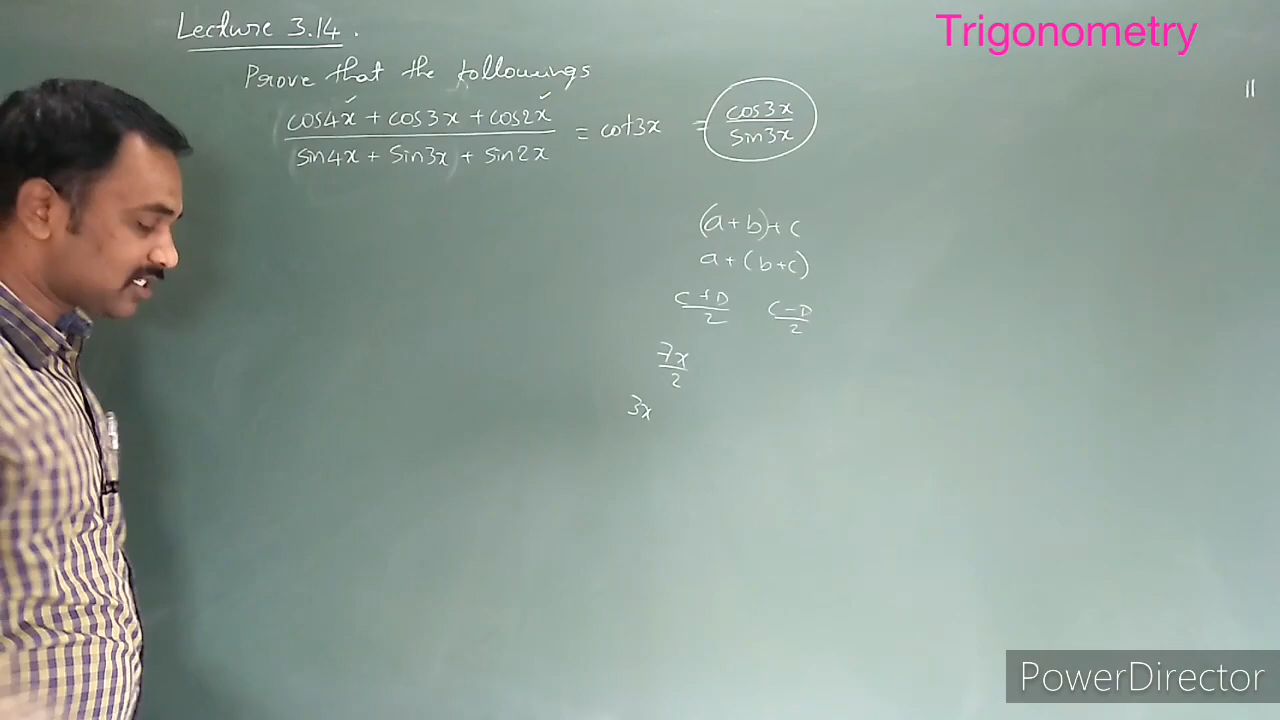 Lecture 3.14.
Trigonometry
Prove that the followings
cos4x + cos3x + cos2x / sin4x + sin3x + sin2x = cot3x = cos3x / sin3x
(a+b)+c
a+(b+c)
C+D / 2 C-D / 2
7x / 2
3x
PowerDirector